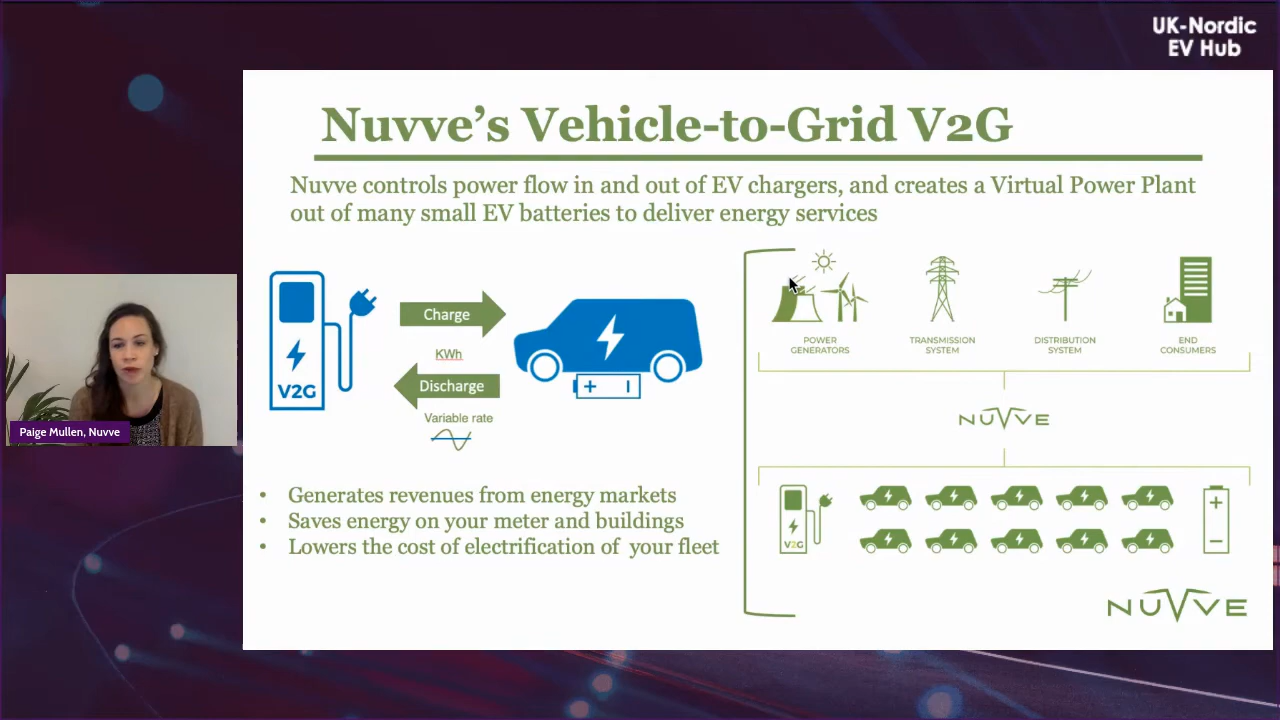 UK-Nordic
EV Hub
Nuvve's Vehicle-to-Grid V2G
Nuvve controls power flow in and out of EV chargers, and creates a Virtual Power Plant
out of many small EV batteries to deliver energy services
Charge
KWh
Discharge
Variable rate
V2G
POWER
GENERATORS
TRANSMISSION
SYSTEM
DISTRIBUTION
SYSTEM
END
CONSUMERS
NUVVE
V2G
Paige Mullen, Nuvve
• Generates revenues from energy markets
• Saves energy on your meter and buildings
• Lowers the cost of electrification of your fleet
NUVVE